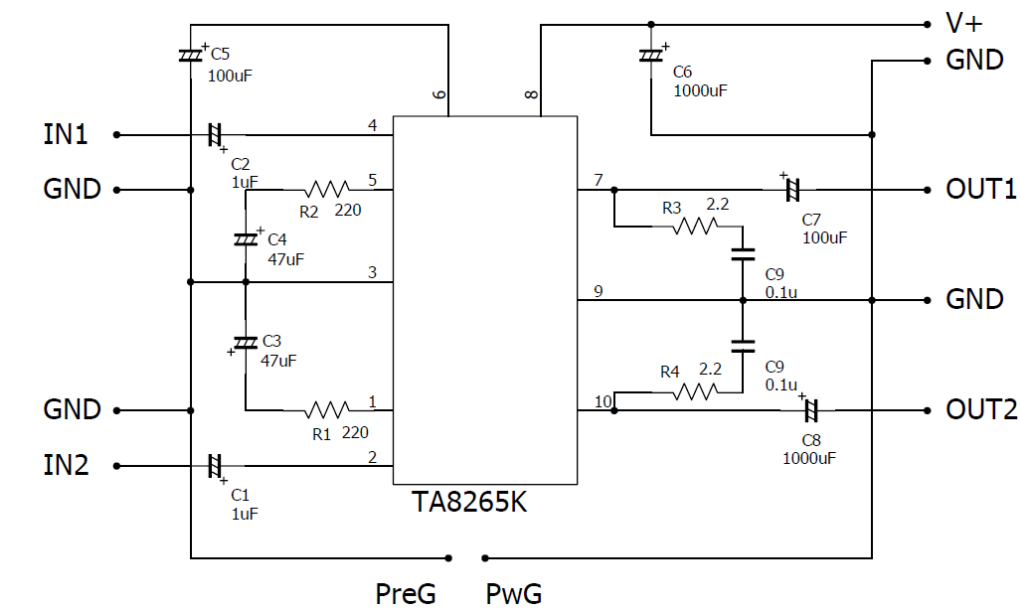 V+
C5
100uF
C6
1000uF
GND
6
8
IN1
4
C2
1uF
GND
5
R2
220
7
R3
2.2
OUT1
C7
100uF
C4
47uF
3
9
C9
0.1u
GND
C3
47uF
R4
2.2
C9
0.1u
GND
1
R1
220
10
OUT2
C8
1000uF
IN2
2
C1
1uF
TA8265K
PreG
PwG